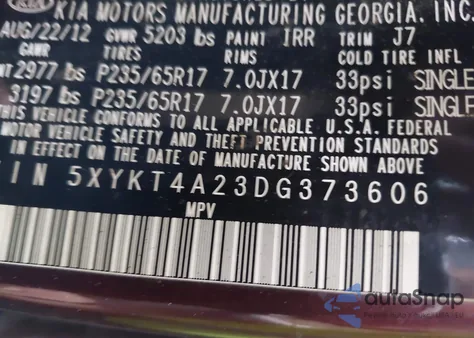 KIA KIA MOTORS MANUFACTURING GEORGIA, INC.
AUG/22/12 GVWR 5203 lbs PAINT IRR TRIM J7
GAWR TIRES RIMS COLD TIRE INFL
2977 lbs P235/65R17 7.0JX17 33psi SINGLE
3197 lbs P235/65R17 7.0JX17 33psi SINGLE
THIS VEHICLE CONFORMS TO ALL APPLICABLE U.S.A. FEDERAL
MOTOR VEHICLE SAFETY AND THEFT PREVENTION STANDARDS
IN EFFECT ON THE DATE OF MANUFACTURE SHOWN ABOVE.
IN 5XYKT4A23DG373606
MPV
autoSnap